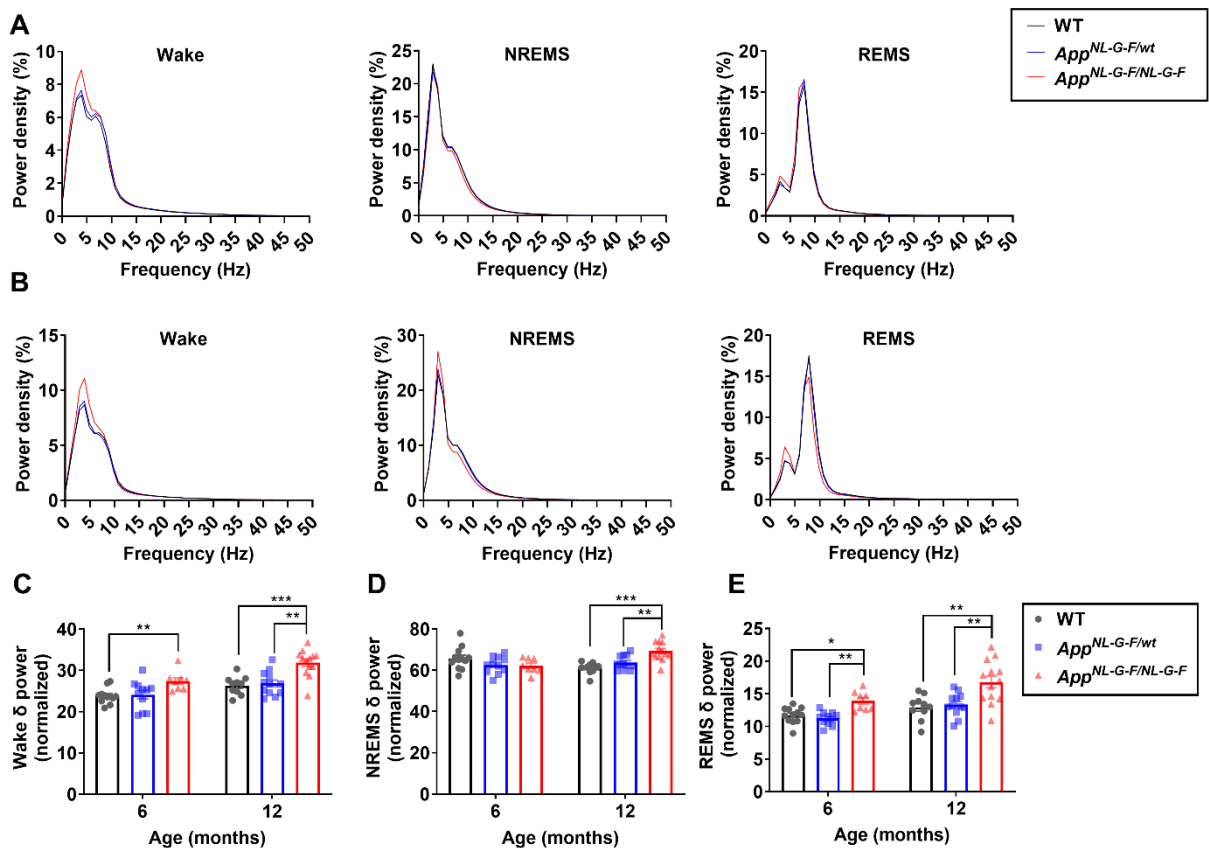 A
Wake
NREMS
REMS
WT
App^NL-G-F/wt
App^NL-G-F/NL-G-F
Power density (%)
10
8
6
4
2
0
0 5 10 15 20 25 30 35 40 45 50
Frequency (Hz)
Power density (%)
25
20
15
10
5
0
0 5 10 15 20 25 30 35 40 45 50
Frequency (Hz)
Power density (%)
20
15
10
5
0
0 5 10 15 20 25 30 35 40 45 50
Frequency (Hz)
B
Wake
NREMS
REMS
Power density (%)
15
10
5
0
0 5 10 15 20 25 30 35 40 45 50
Frequency (Hz)
Power density (%)
30
20
10
0
0 5 10 15 20 25 30 35 40 45 50
Frequency (Hz)
Power density (%)
20
15
10
5
0
0 5 10 15 20 25 30 35 40 45 50
Frequency (Hz)
C
Wake δ power
(normalized)
40
30
20
10
0
**
***
**
6 12
Age (months)
D
NREMS δ power
(normalized)
100
80
60
40
20
0
***
**
6 12
Age (months)
E
REMS δ power
(normalized)
25
20
15
10
5
0
*
**
**
**
6 12
Age (months)
WT
App^NL-G-F/wt
App^NL-G-F/NL-G-F